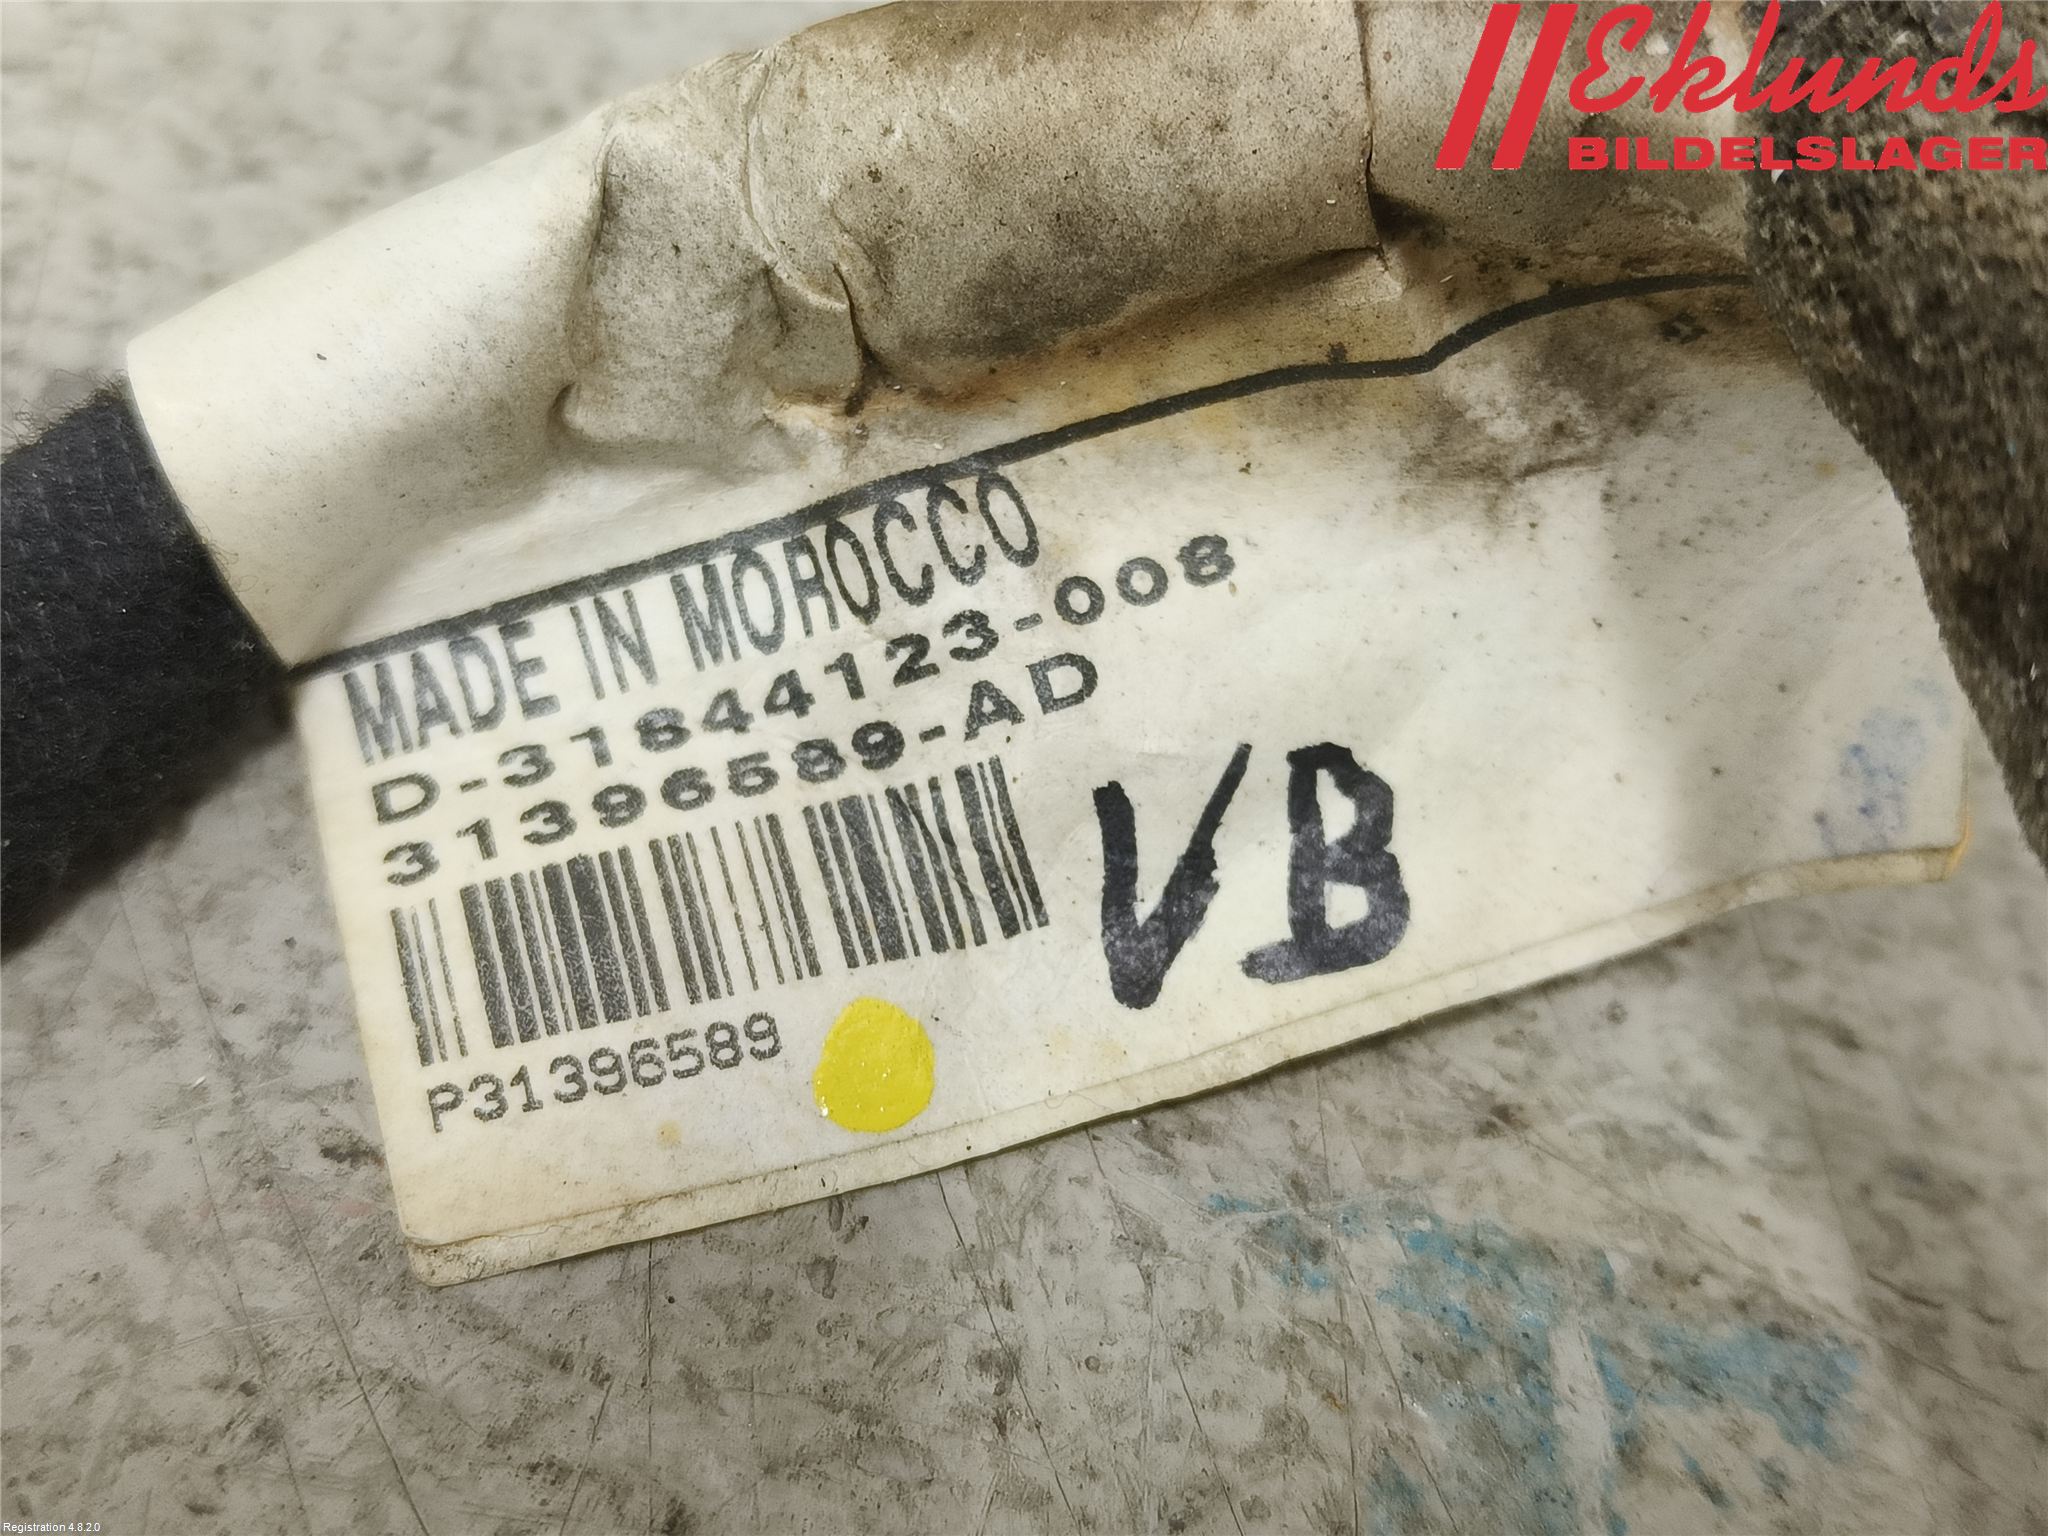 Eklunds
BILDELSLAGER
MADE IN MOROCCO
D-31844123-008
31396589-AD
P31396589
VB
Registration 4.8.2.0